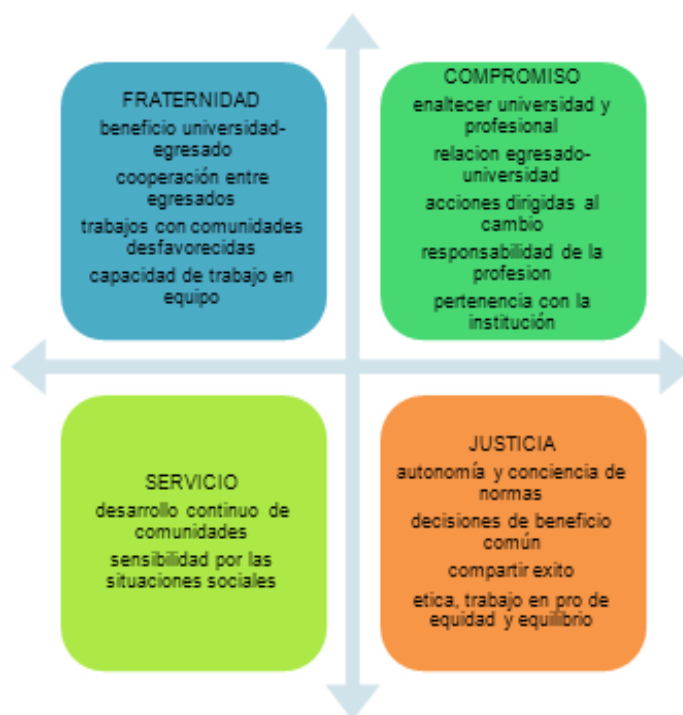 FRATERNIDAD
beneficio universidad-
egresado
cooperación entre
egresados
trabajos con comunidades
desfavorecidas
capacidad de trabajo en
equipo
COMPROMISO
enaltecer universidad y
profesional
relacion egresado-
universidad
acciones dirigidas al
cambio
responsabilidad de la
profesion
pertenencia con la
institución
SERVICIO
desarrollo continuo de
comunidades
sensibilidad por las
situaciones sociales
JUSTICIA
autonomía y conciencia de
normas
decisiones de beneficio
común
compartir exito
etica, trabajo en pro de
equidad y equilibrio